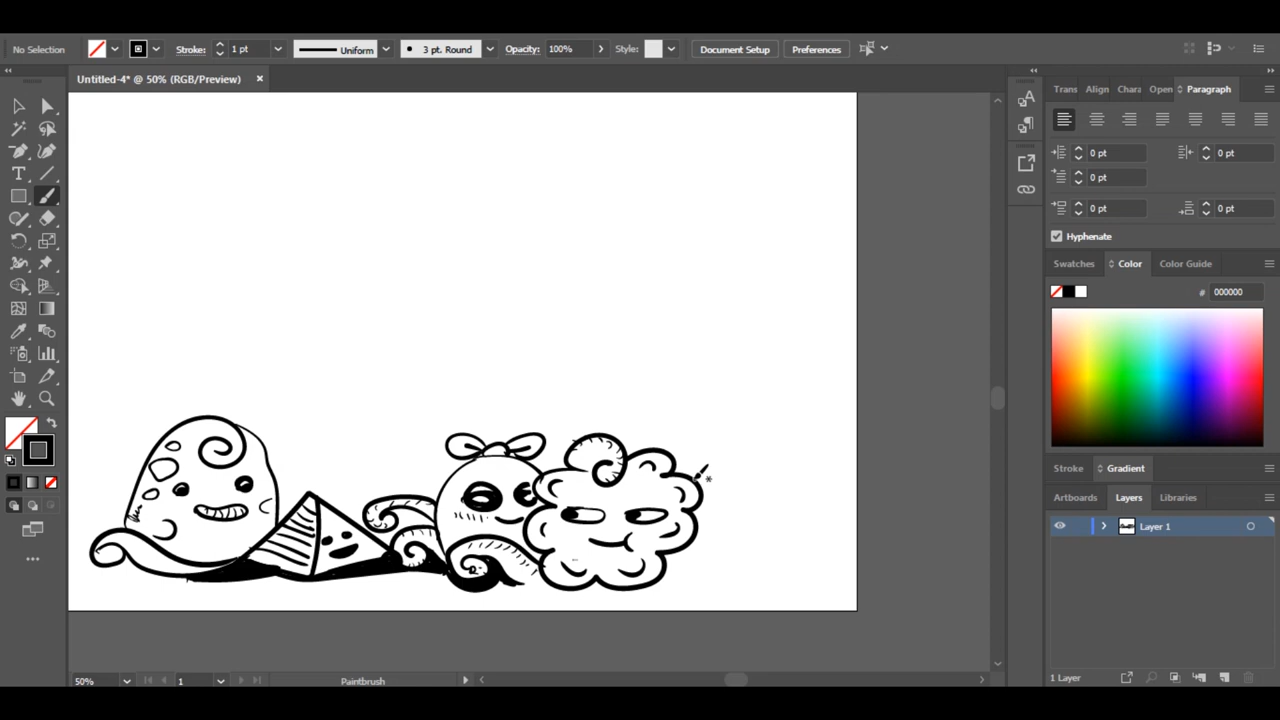 No Selection Stroke: 1 pt Uniform 3 pt. Round Opacity: 100% Style: Document Setup Preferences
Untitled-4* @ 50% (RGB/Preview) ×
Trans Align Chara Open Paragraph
0 pt 0 pt
0 pt
0 pt 0 pt
Hyphenate
Swatches Color Color Guide
# 000000
Stroke Gradient
Artboards Layers Libraries
Layer 1
1 Layer
50% 1 Paintbrush